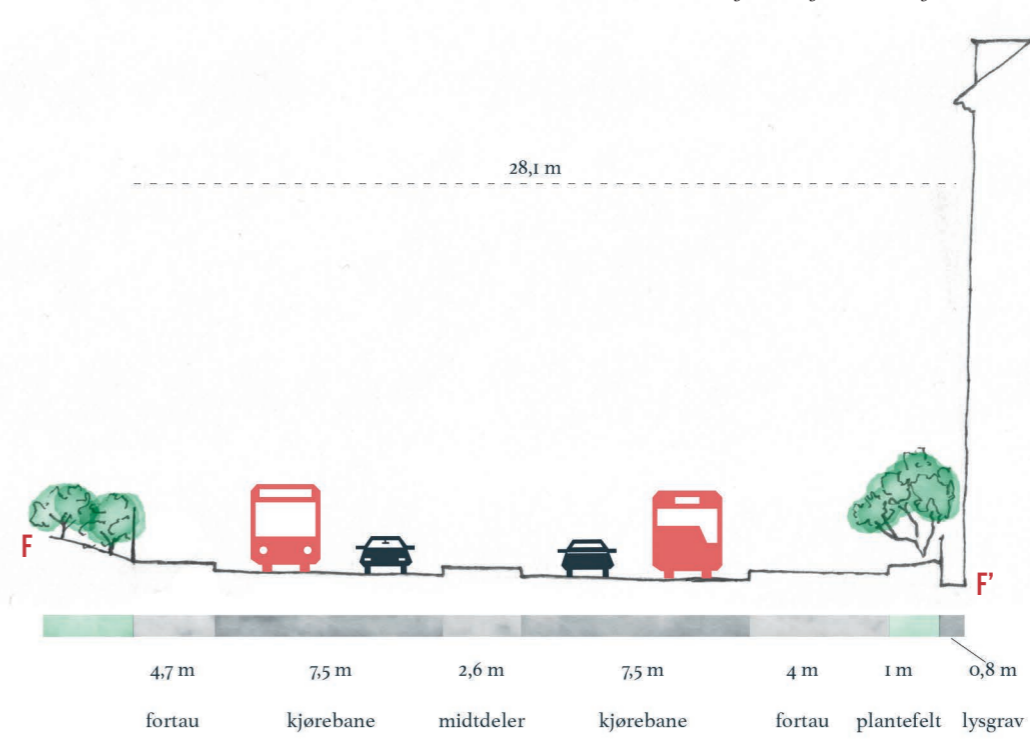 28,1 m
F
F'
4,7 m
7,5 m
2,6 m
7,5 m
4 m
1 m
0,8 m
fortau
kjørebane
midtdeler
kjørebane
fortau
plantefelt
lysgrav